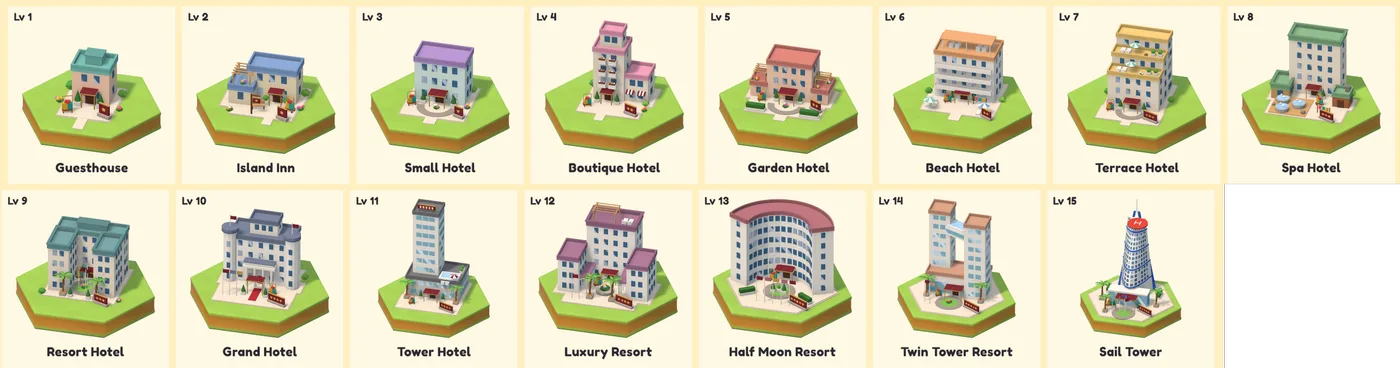 Lv 1
Guesthouse
Lv 2
Island Inn
Lv 3
Small Hotel
Lv 4
Boutique Hotel
Lv 5
Garden Hotel
Lv 6
Beach Hotel
Lv 7
Terrace Hotel
Lv 8
Spa Hotel
Lv 9
Resort Hotel
Lv 10
Grand Hotel
Lv 11
Tower Hotel
Lv 12
Luxury Resort
Lv 13
Half Moon Resort
Lv 14
Twin Tower Resort
Lv 15
H
Sail Tower